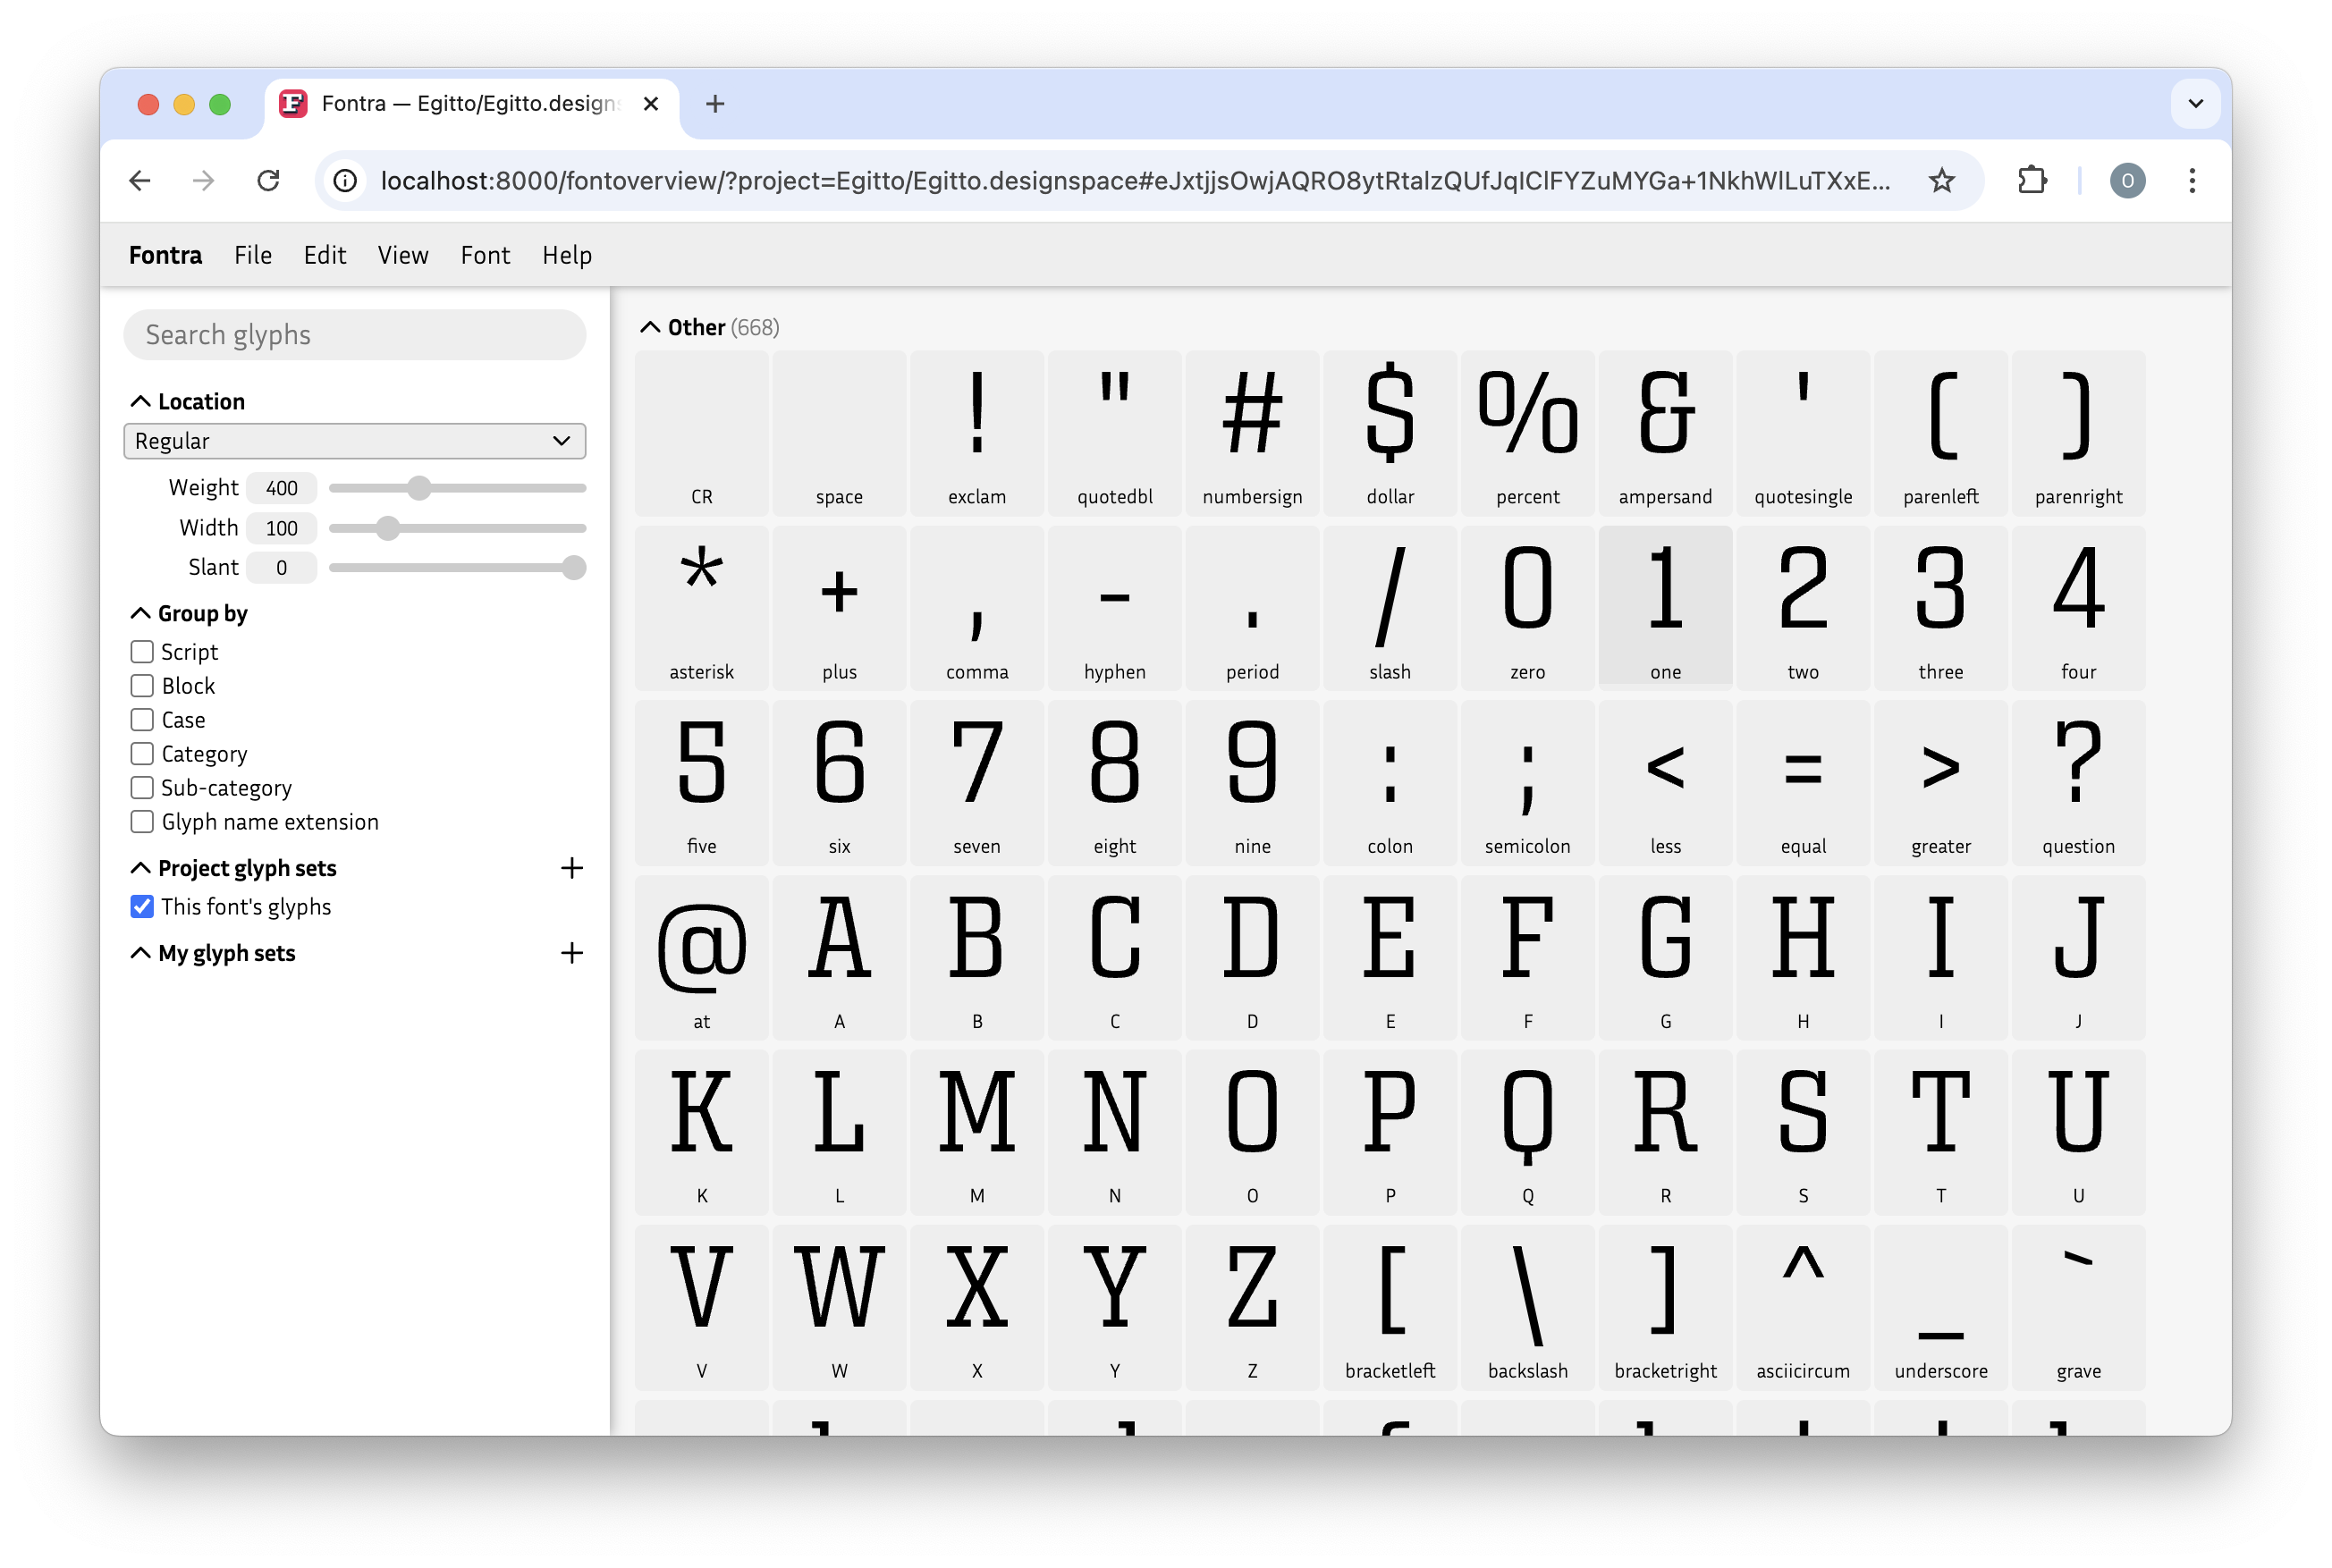 Fontra — Egitto/Egitto.design
localhost:8000/fontoverview/?project=Egitto/Egitto.designspace#eJxtjjsOwjAQRO8ytRtalzQUfJqIClFYZuMYGa+1NkhWlLuTXxE...
O
Fontra File Edit View Font Help
Search glyphs
Location
Regular
Weight 400
Width 100
Slant 0
Group by
Script
Block
Case
Category
Sub-category
Glyph name extension
Project glyph sets
This font's glyphs
My glyph sets
Other (668)
! " # $ % & ' ( )
CR space exclam quotedbl numbersign dollar percent ampersand quotesingle parenleft parenright
* + , - . / 0 1 2 3 4
asterisk plus comma hyphen period slash zero one two three four
5 6 7 8 9 : ; < = > ?
five six seven eight nine colon semicolon less equal greater question
@ A B C D E F G H I J
at A B C D E F G H I J
K L M N O P Q R S T U
K L M N O P Q R S T U
V W X Y Z [ \ ] ^ _ `
V W X Y Z bracketleft backslash bracketright asciicircum underscore grave